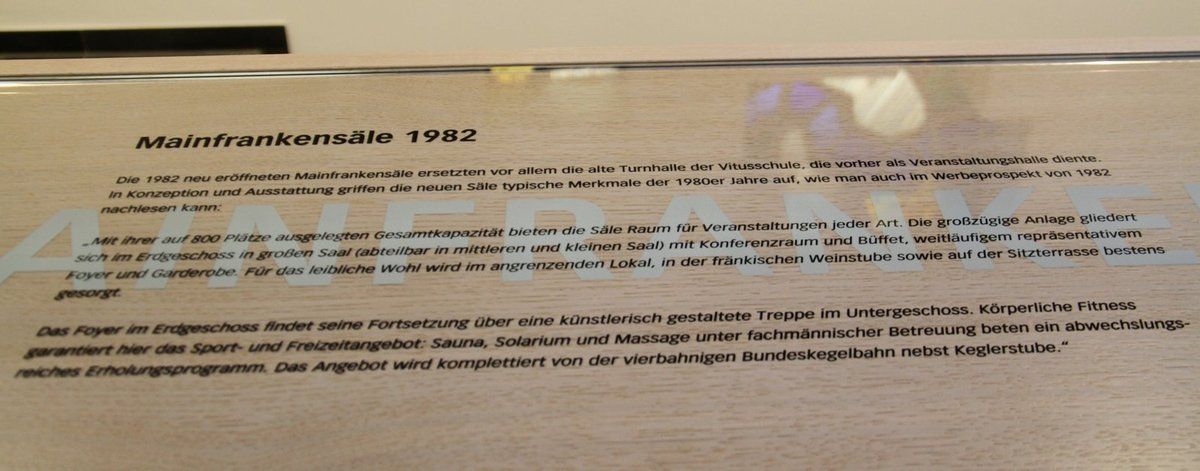 Mainfrankensäle 1982
Die 1982 neu eröffneten Mainfrankensäle ersetzten vor allem die alte Turnhalle der Vitusschule, die vorher als Veranstaltungshalle diente.
In Konzeption und Ausstattung griffen die neuen Säle typische Merkmale der 1980er Jahre auf, wie man auch im Werbeprospekt von 1982
nachlesen kann:
AINFRANKE
„Mit ihrer auf 800 Plätze ausgelegten Gesamtkapazität bieten die Säle Raum für Veranstaltungen jeder Art. Die großzügige Anlage gliedert
sich im Erdgeschoss in großen Saal (abteilbar in mittleren und kleinen Saal) mit Konferenzraum und Büffet, weitläufigem repräsentativem
Foyer und Garderobe. Für das leibliche Wohl wird im angrenzenden Lokal, in der fränkischen Weinstube sowie auf der Sitzterrasse bestens
gesorgt.
Das Foyer im Erdgeschoss findet seine Fortsetzung über eine künstlerisch gestaltete Treppe im Untergeschoss. Körperliche Fitness
garantiert hier das Sport- und Freizeitangebot: Sauna, Solarium und Massage unter fachmännischer Betreuung beten ein abwechslungs-
reiches Erholungsprogramm. Das Angebot wird komplettiert von der vierbahnigen Bundeskegelbahn nebst Keglerstube.“